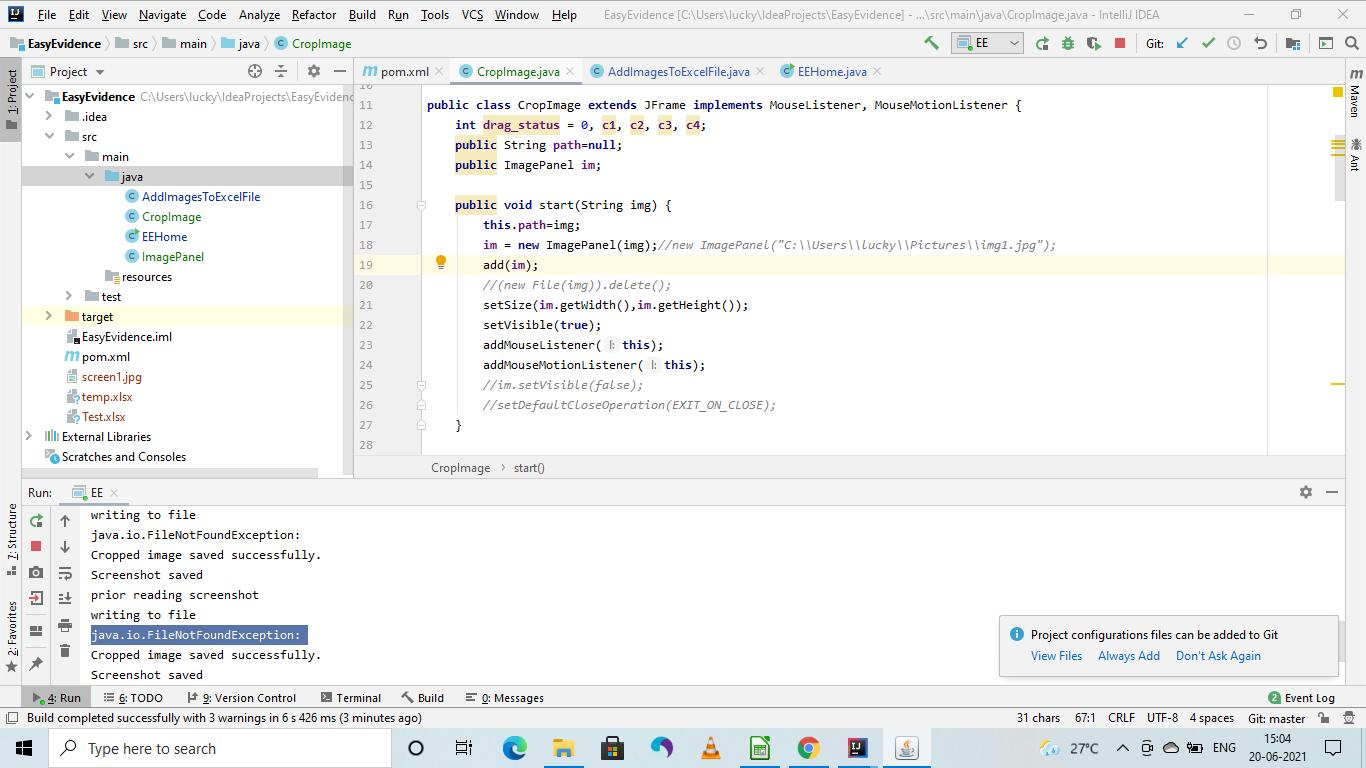 File Edit View Navigate Code Analyze Refactor Build Run Tools VCS Window Help EasyEvidence [C:\Users\lucky\IdeaProjects\EasyEvidence] - ...\src\main\java\CropImage.java - IntelliJ IDEA
EasyEvidence src main java CropImage EE Git:
Project pom.xml CropImage.java AddImagesToExcelFile.java EEHome.java
1: Project
Maven
Ant
EasyEvidence C:\Users\lucky\IdeaProjects\EasyEvidenc
.idea
src
main
java
AddImagesToExcelFile
CropImage
EEHome
ImagePanel
resources
test
target
EasyEvidence.iml
pom.xml
screen1.jpg
temp.xlsx
Test.xlsx
External Libraries
Scratches and Consoles
10
11 public class CropImage extends JFrame implements MouseListener, MouseMotionListener {
12 int drag_status = 0, c1, c2, c3, c4;
13 public String path=null;
14 public ImagePanel im;
15
16 public void start(String img) {
17 this.path=img;
18 im = new ImagePanel(img);//new ImagePanel("C:\\Users\\lucky\\Pictures\\img1.jpg");
19 add(im);
20 //(new File(img)).delete();
21 setSize(im.getWidth(),im.getHeight());
22 setVisible(true);
23 addMouseListener( l: this);
24 addMouseMotionListener( l: this);
25 //im.setVisible(false);
26 //setDefaultCloseOperation(EXIT_ON_CLOSE);
27 }
28
CropImage start()
Run: EE
7: Structure
2: Favorites
writing to file
java.io.FileNotFoundException:
Cropped image saved successfully.
Screenshot saved
prior reading screenshot
writing to file
java.io.FileNotFoundException:
Cropped image saved successfully.
Screenshot saved
Project configurations files can be added to Git
View Files Always Add Don't Ask Again
4: Run 6: TODO 9: Version Control Terminal Build 0: Messages 2 Event Log
Build completed successfully with 3 warnings in 6 s 426 ms (3 minutes ago) 31 chars 67:1 CRLF UTF-8 4 spaces Git: master
Type here to search 27°C ENG 15:04
20-06-2021